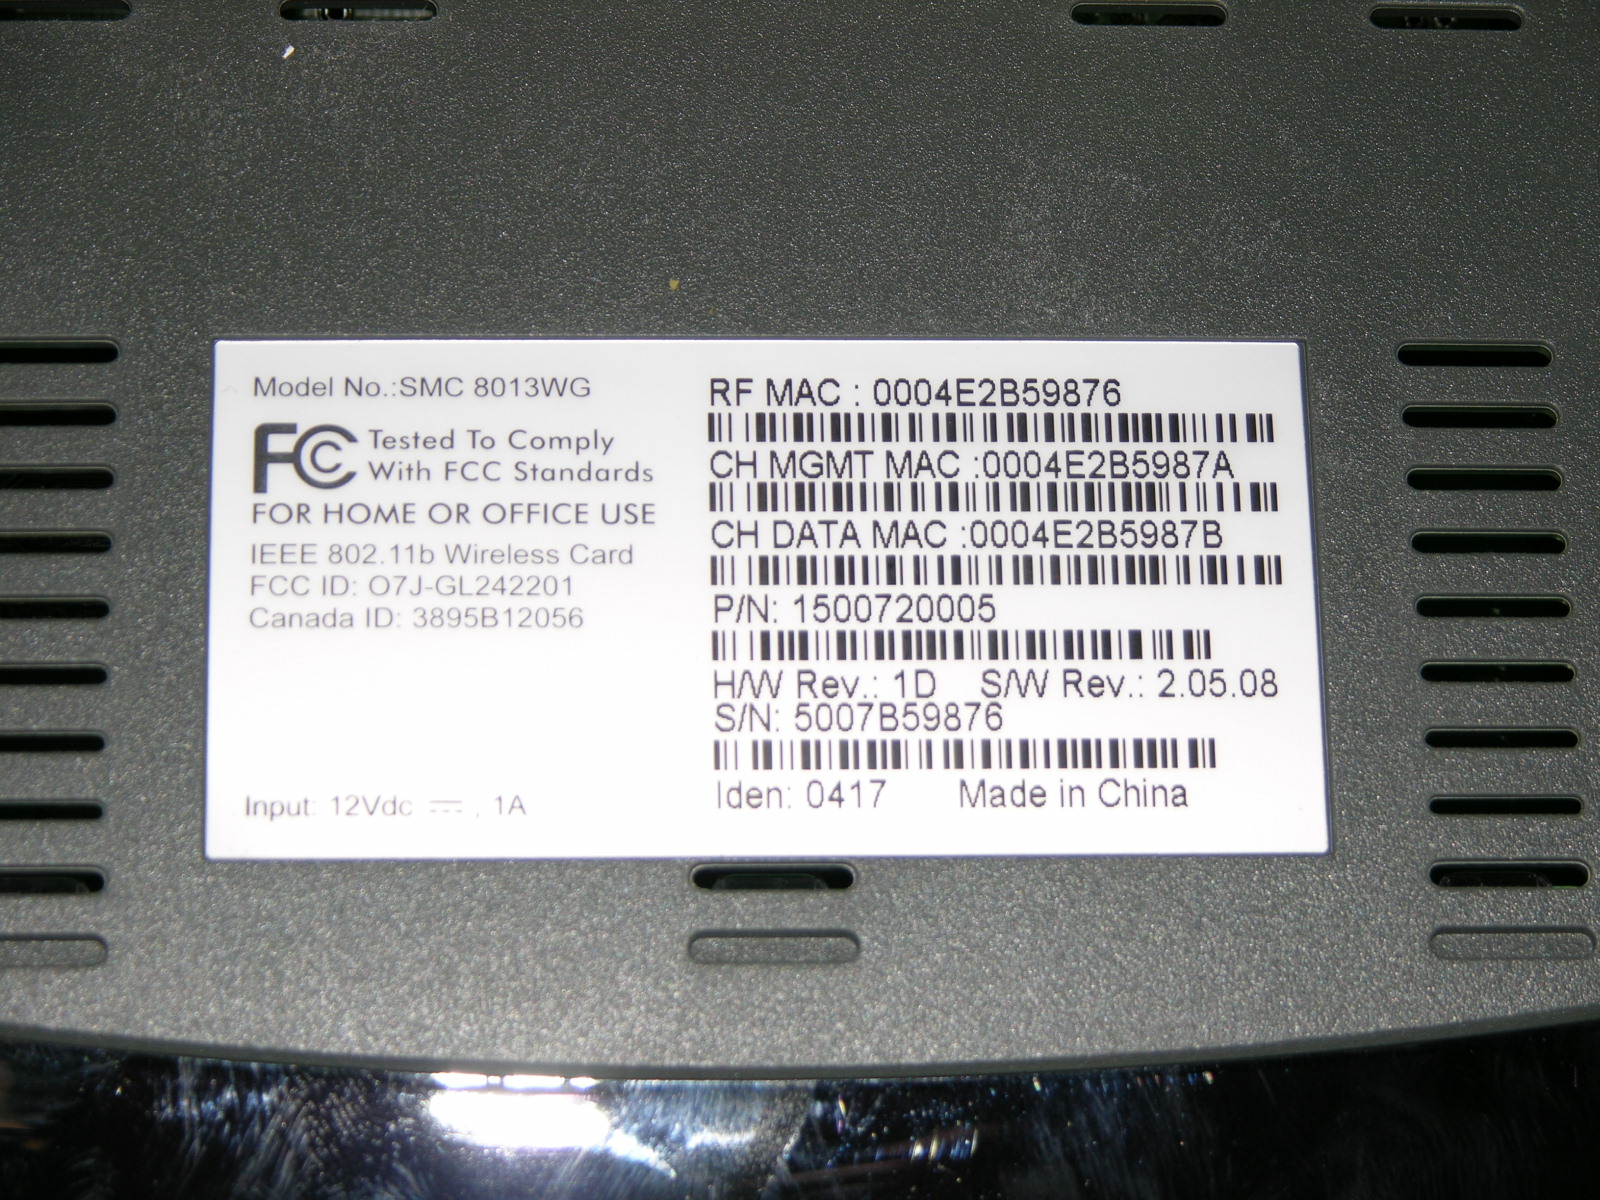 Model No.:SMC 8013WG
FCC Tested To Comply
With FCC Standards
FOR HOME OR OFFICE USE
IEEE 802.11b Wireless Card
FCC ID: O7J-GL242201
Canada ID: 3895B12056
Input: 12Vdc ⎓ , 1A
RF MAC : 0004E2B59876
CH MGMT MAC :0004E2B5987A
CH DATA MAC :0004E2B5987B
P/N: 1500720005
H/W Rev.: 1D S/W Rev.: 2.05.08
S/N: 5007B59876
Iden: 0417 Made in China